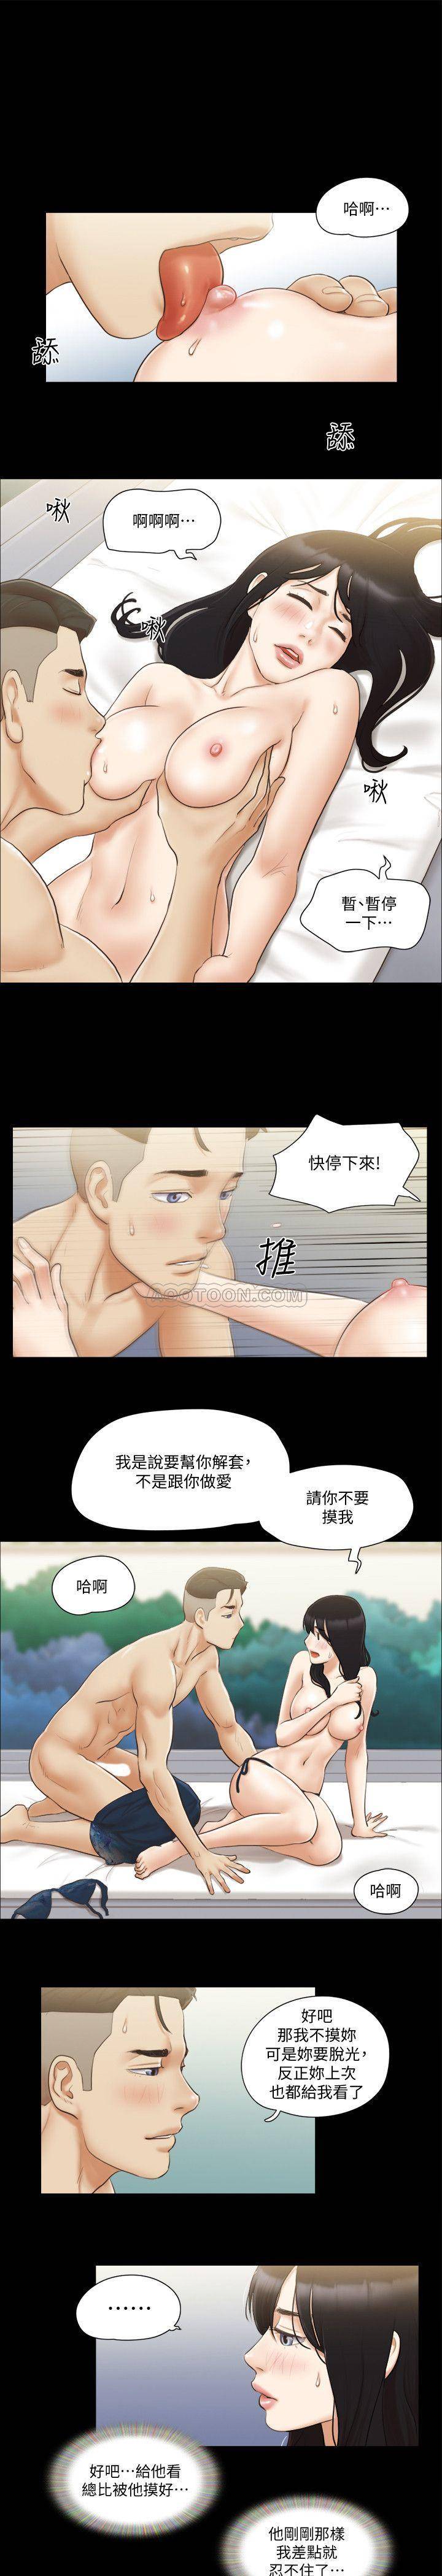 哈啊…
舔
舔
啾
啊啊啊…
啾
啾
暫、暫停
一下…
快停下來!
推
TOOTOON.COM
我是說要幫你解套，
不是跟你做愛
請你不要
摸我
哈啊
哈啊
好吧
那我不摸妳
可是妳要脫光，
反正妳上次
也都給我看了
……
好吧…給他看
總比被他摸好…
他剛剛那樣
我差點就
忍不住了…